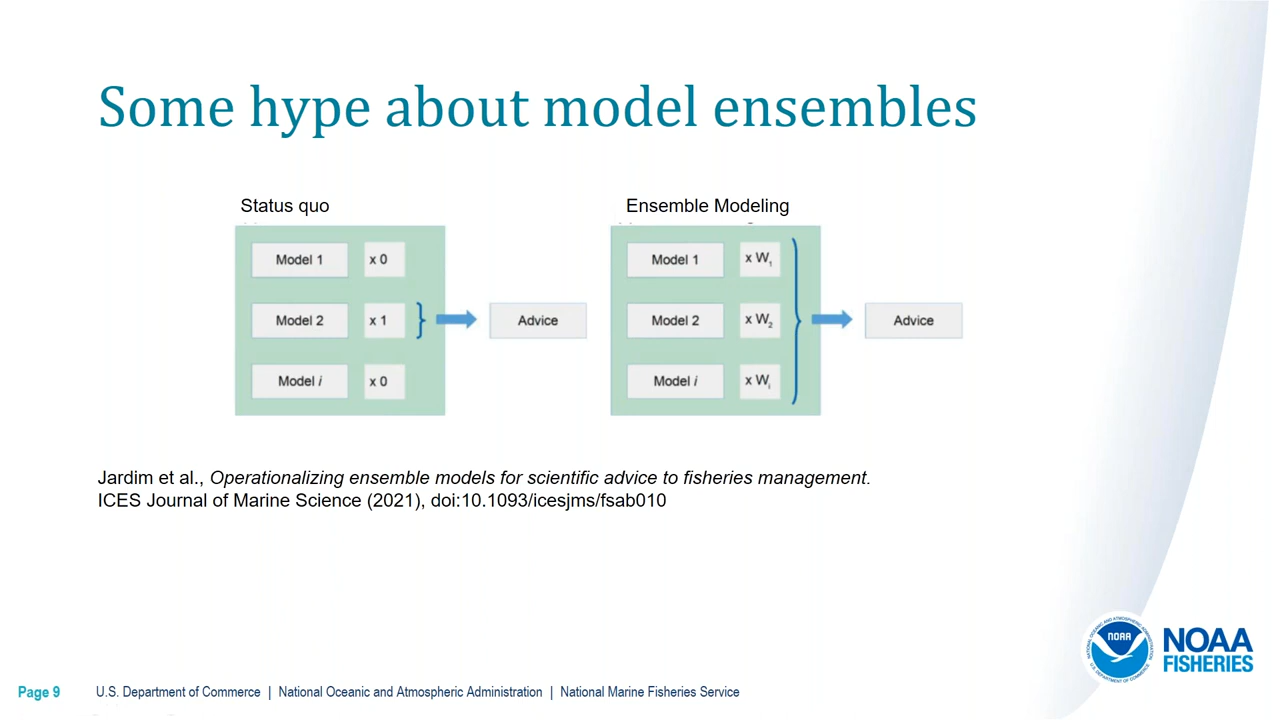 Some hype about model ensembles
Status quo
Model 1 x 0
Model 2 x 1
Model i x 0
Advice
Ensemble Modeling
Model 1 x W1
Model 2 x W2
Model i x Wi
Advice
Jardim et al., Operationalizing ensemble models for scientific advice to fisheries management.
ICES Journal of Marine Science (2021), doi:10.1093/icesjms/fsab010
NOAA
NOAA
FISHERIES
Page 9 U.S. Department of Commerce | National Oceanic and Atmospheric Administration | National Marine Fisheries Service